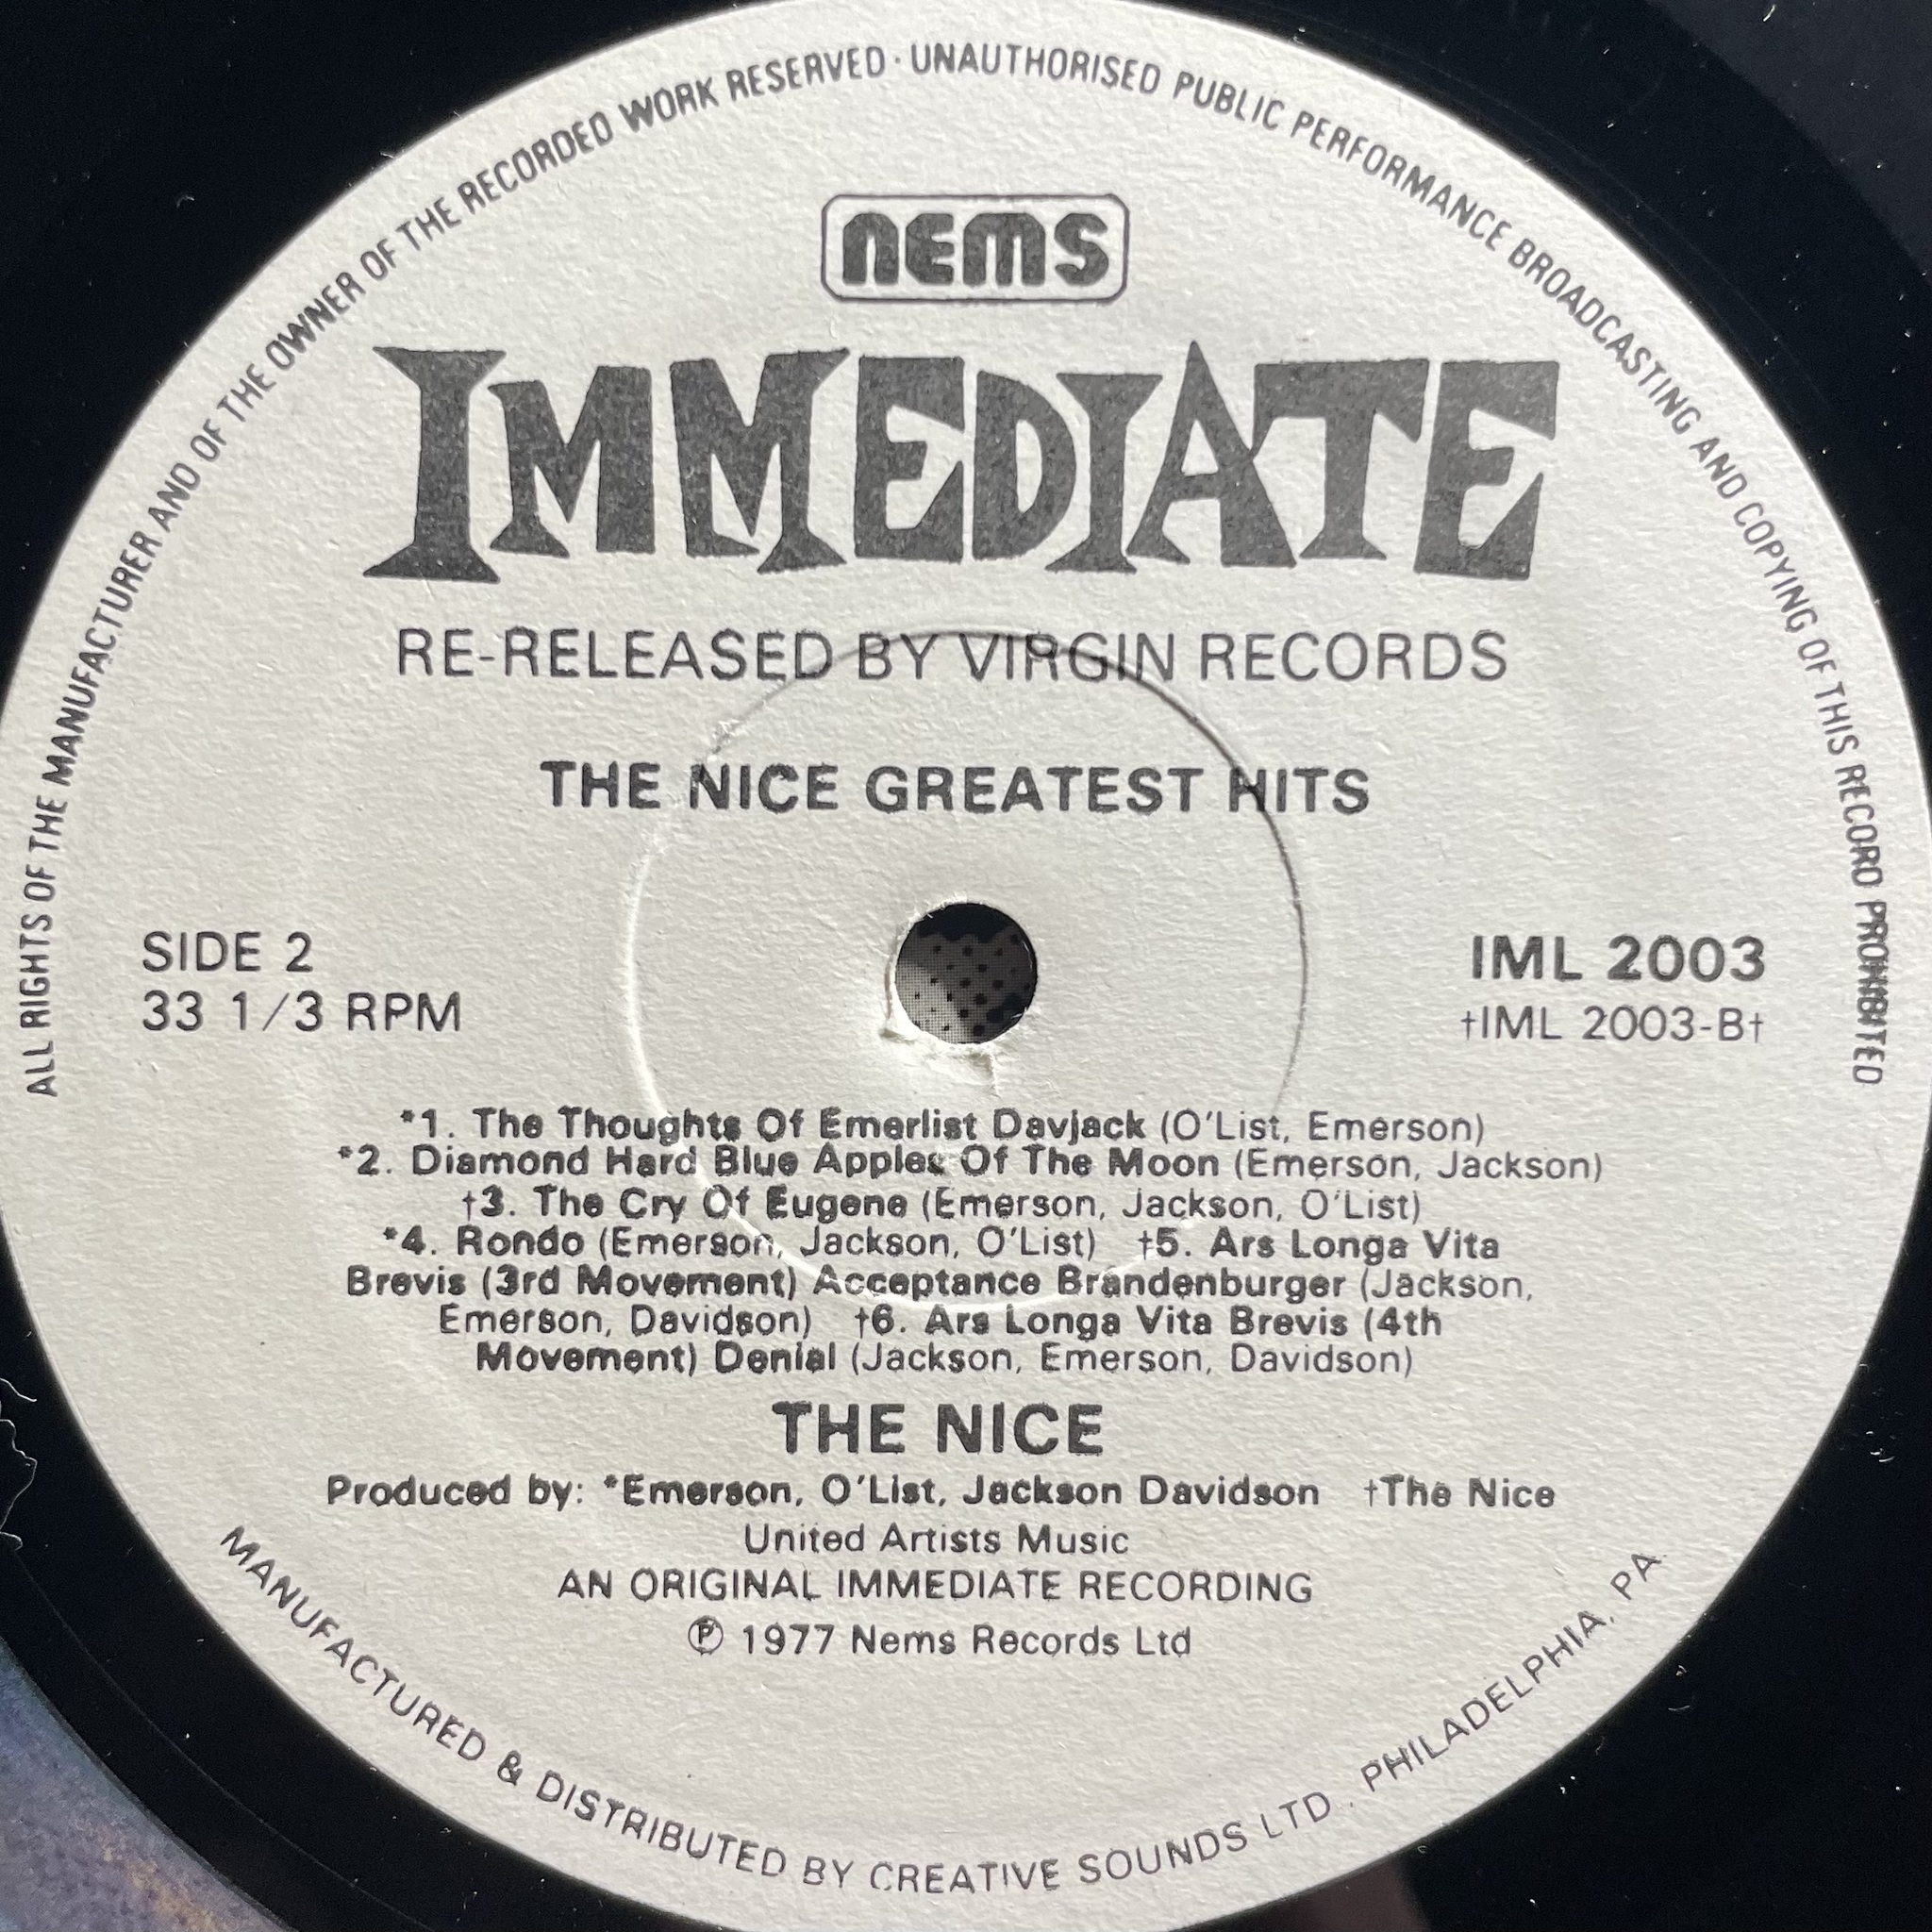 ALL RIGHTS OF THE MANUFACTURER AND OF THE OWNER OF THE RECORDED WORK RESERVED · UNAUTHORISED PUBLIC PERFORMANCE BROADCASTING AND COPYING OF THIS RECORD PROHIBITED
nems
IMMEDIATE
RE-RELEASED BY VIRGIN RECORDS
THE NICE GREATEST HITS
SIDE 2
33 1/3 RPM
IML 2003
†IML 2003-B†
*1. The Thoughts Of Emerlist Davjack (O'List, Emerson)
*2. Diamond Hard Blue Apples Of The Moon (Emerson, Jackson)
†3. The Cry Of Eugene (Emerson, Jackson, O'List)
*4. Rondo (Emerson, Jackson, O'List) †5. Ars Longa Vita
Brevis (3rd Movement) Acceptance Brandenburger (Jackson,
Emerson, Davidson) †6. Ars Longa Vita Brevis (4th
Movement) Denial (Jackson, Emerson, Davidson)
THE NICE
Produced by: *Emerson, O'List, Jackson Davidson †The Nice
United Artists Music
AN ORIGINAL IMMEDIATE RECORDING
℗ 1977 Nems Records Ltd
MANUFACTURED & DISTRIBUTED BY CREATIVE SOUNDS LTD. PHILADELPHIA, PA.